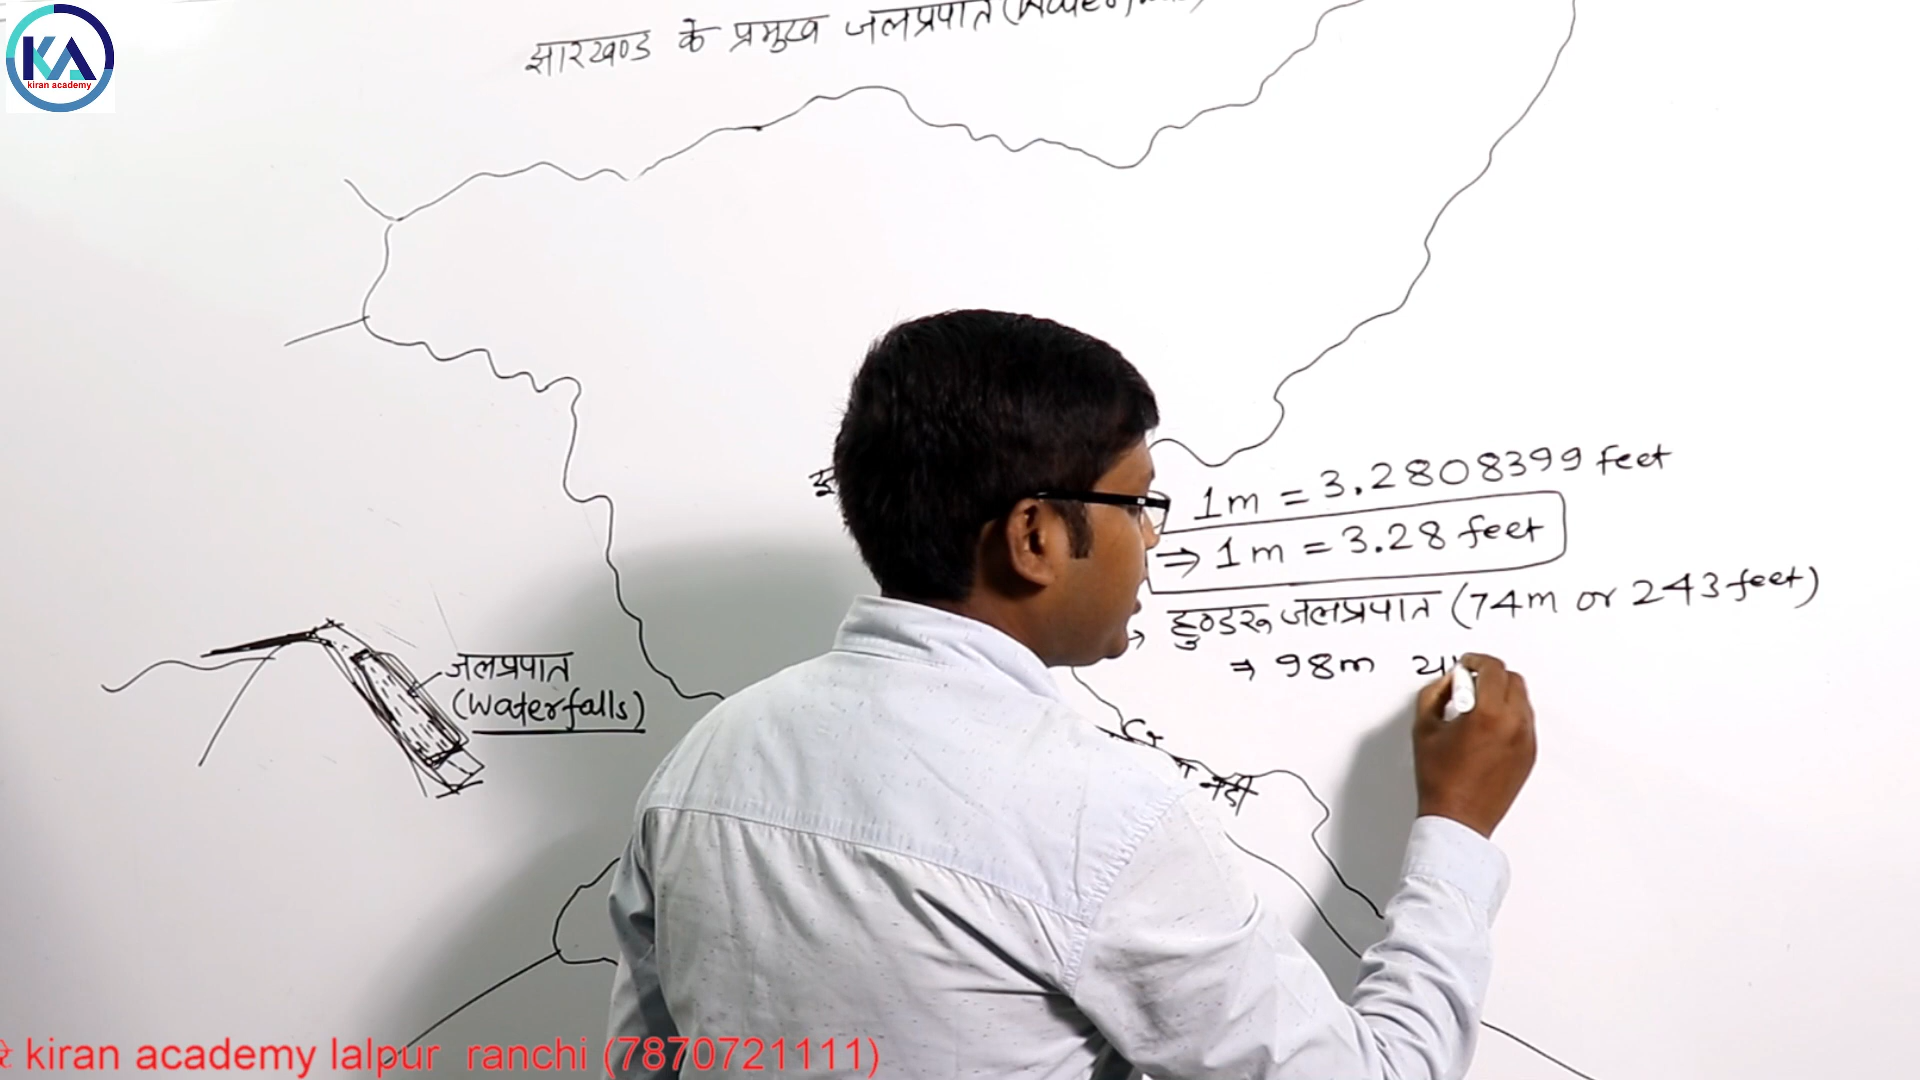 KA
kiran academy
झारखण्ड के प्रमुख जलप्रपात
1m = 3.2808399 feet
⇒ 1m = 3.28 feet
हुण्डरू जलप्रपात (74m or 243 feet)
⇒ 98m
जलप्रपात
(Waterfalls)
नदी
kiran academy lalpur ranchi (7870721111)